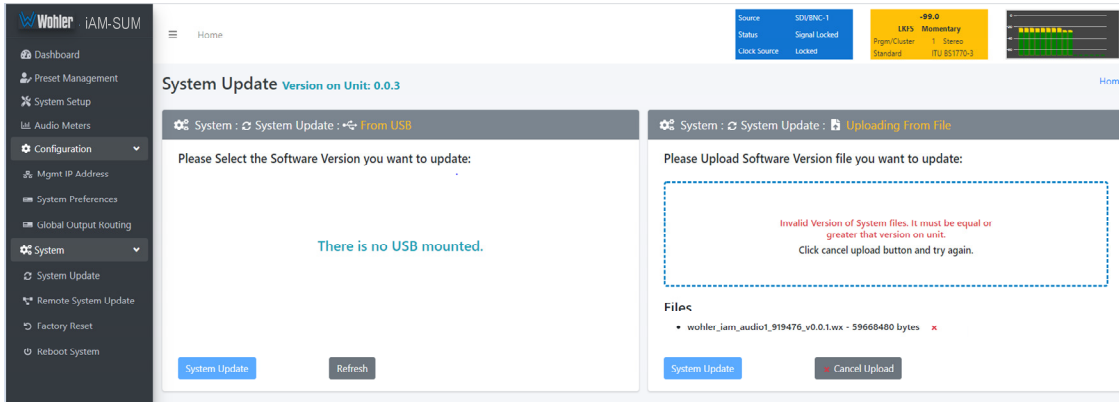 Wohler iAM-SUM
Dashboard
Preset Management
System Setup
Audio Meters
Configuration
Mgmt IP Address
System Preferences
Global Output Routing
System
System Update
Remote System Update
Factory Reset
Reboot System
Home
Source SDI/BNC-1
Status Signal Locked
Clock Source Locked
-99.0
LKFS Momentary
Prgm/Cluster 1 Stereo
Standard ITU BS1770-3
System Update Version on Unit: 0.0.3
Hom
System : System Update : From USB
Please Select the Software Version you want to update:
There is no USB mounted.
System Update Refresh
System : System Update : Uploading From File
Please Upload Software Version file you want to update:
Invalid Version of System files. It must be equal or
greater that version on unit.
Click cancel upload button and try again.
Files
wohler_iam_audio1_919476_v0.0.1.wx - 59668480 bytes x
System Update x Cancel Upload